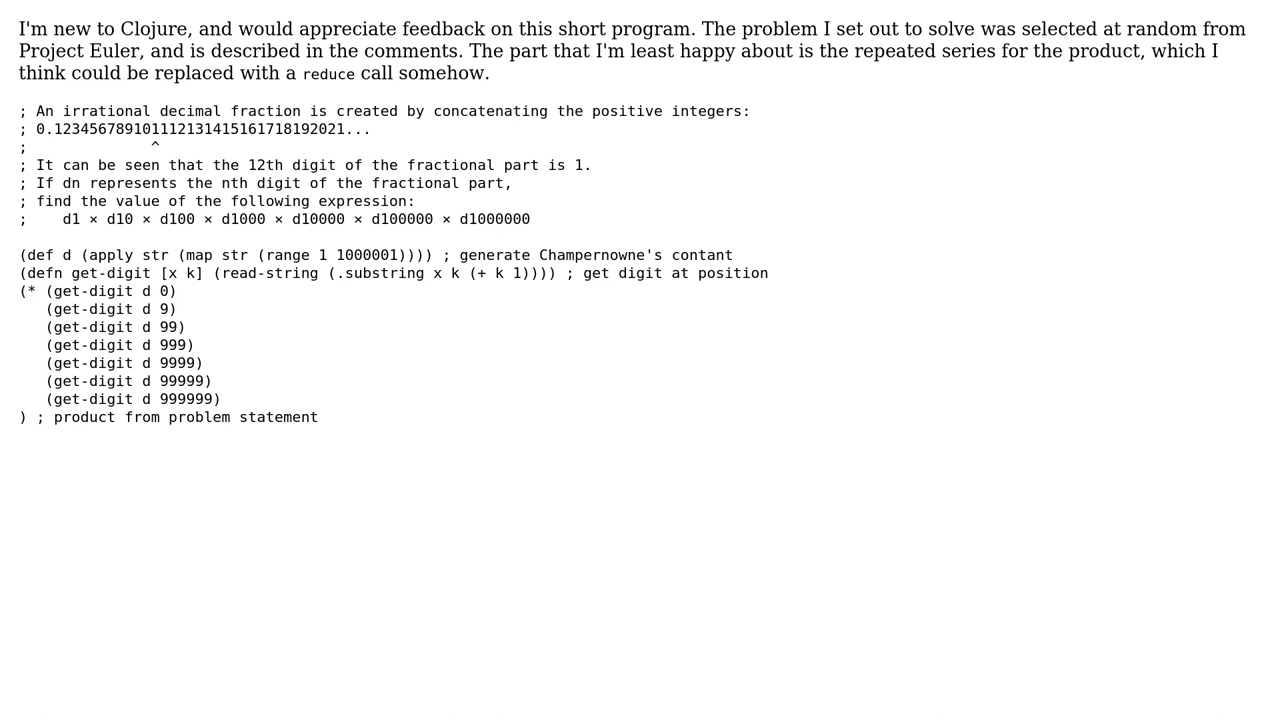 I'm new to Clojure, and would appreciate feedback on this short program. The problem I set out to solve was selected at random from
Project Euler, and is described in the comments. The part that I'm least happy about is the repeated series for the product, which I
think could be replaced with a reduce call somehow.
; An irrational decimal fraction is created by concatenating the positive integers:
; 0.123456789101112131415161718192021...
;              ^
; It can be seen that the 12th digit of the fractional part is 1.
; If dn represents the nth digit of the fractional part,
; find the value of the following expression:
;    d1 × d10 × d100 × d1000 × d10000 × d100000 × d1000000
(def d (apply str (map str (range 1 1000001)))) ; generate Champernowne's contant
(defn get-digit [x k] (read-string (.substring x k (+ k 1)))) ; get digit at position
(* (get-digit d 0)
   (get-digit d 9)
   (get-digit d 99)
   (get-digit d 999)
   (get-digit d 9999)
   (get-digit d 99999)
   (get-digit d 999999)
) ; product from problem statement